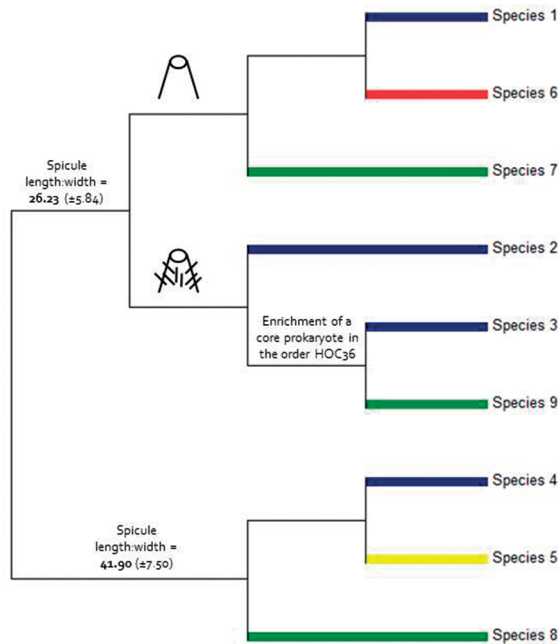 Species 1
Species 6
Species 7
Spicule
length:width =
26.23 (±5.84)
Species 2
Enrichment of a
core prokaryote in
the order HOC36
Species 3
Species 9
Species 4
Spicule
length:width =
41.90 (±7.50)
Species 5
Species 8